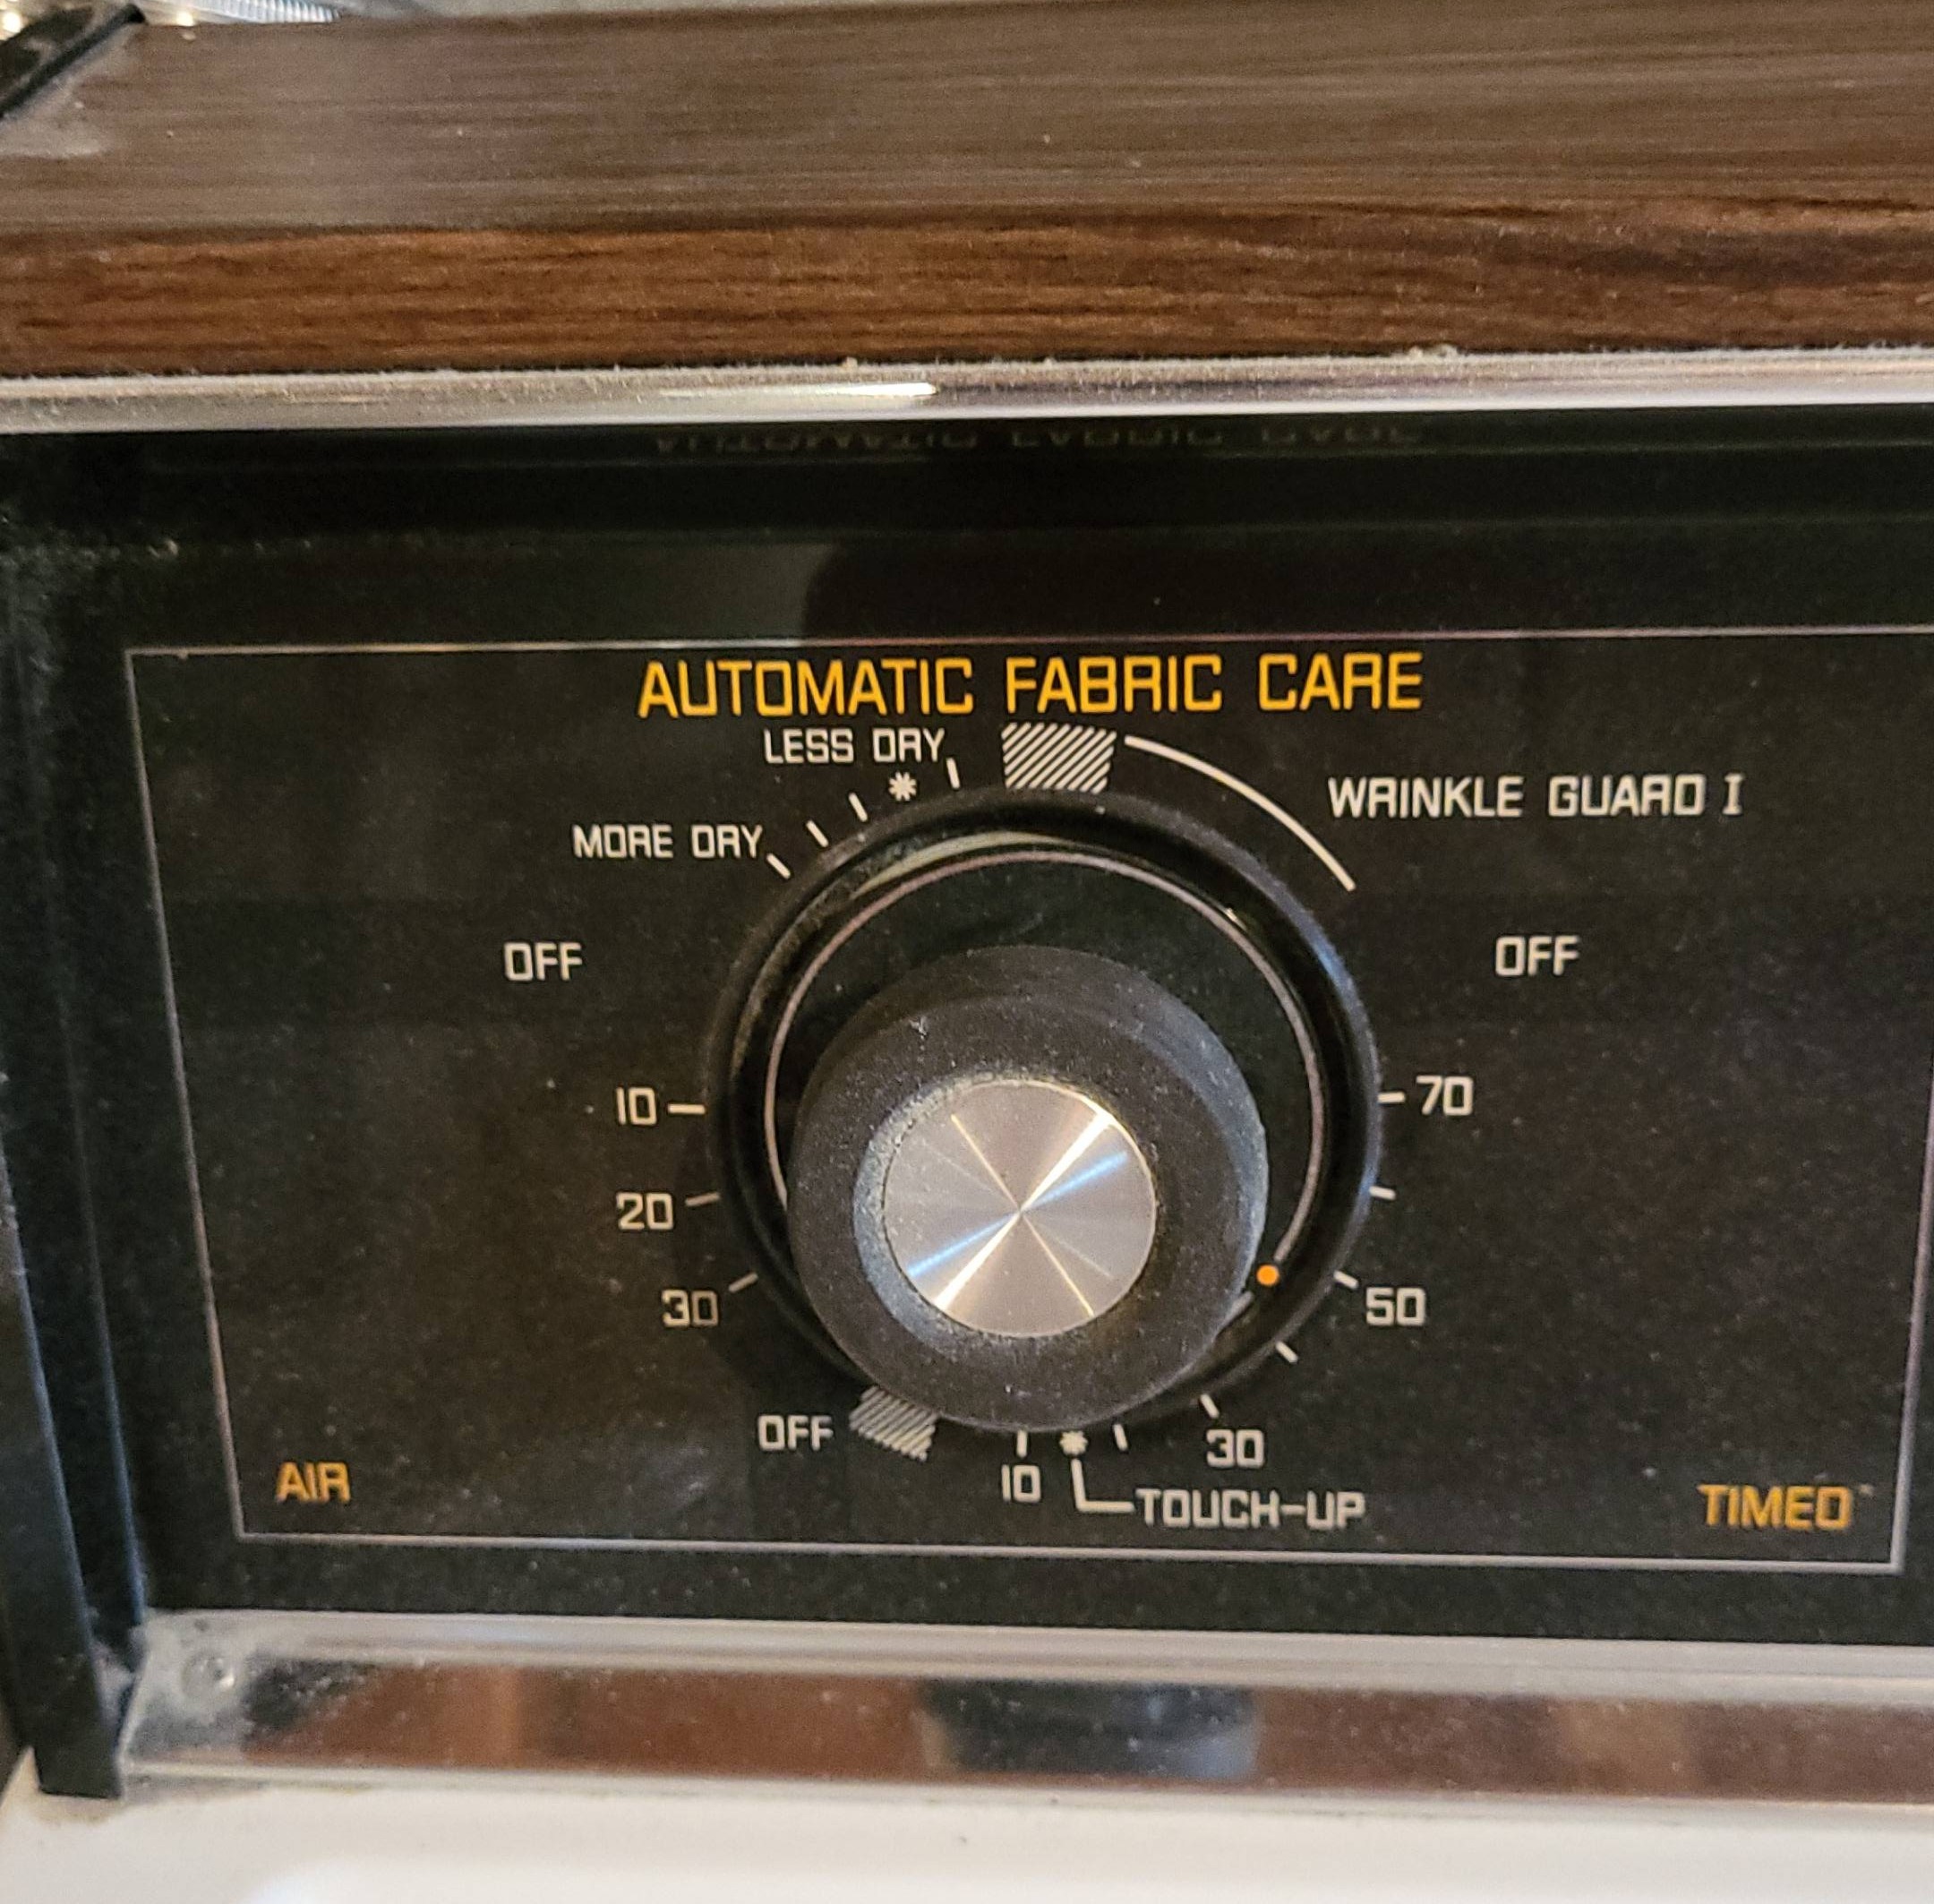 AUTOMATIC FABRIC CARE
LESS DRY
MORE DRY
WRINKLE GUARD I
OFF
OFF
10
70
20
30
50
OFF
30
10
TOUCH-UP
AIR
TIMED